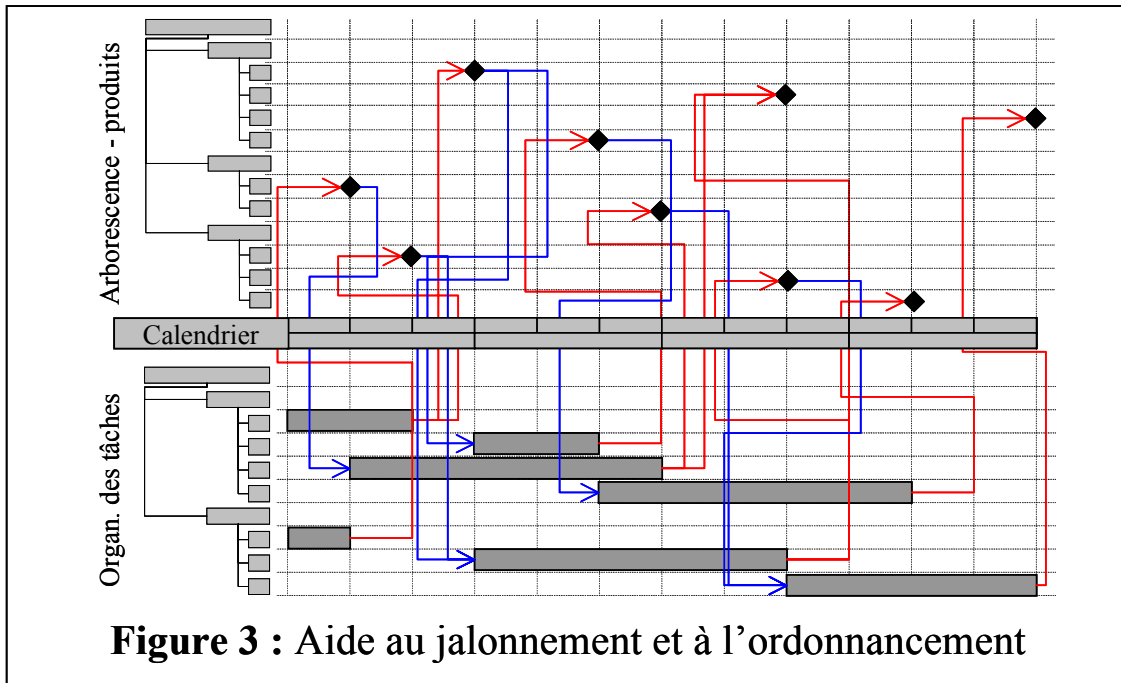 Arborescence - produits
Calendrier
Organ. des tâches
Figure 3 : Aide au jalonnement et à l’ordonnancement